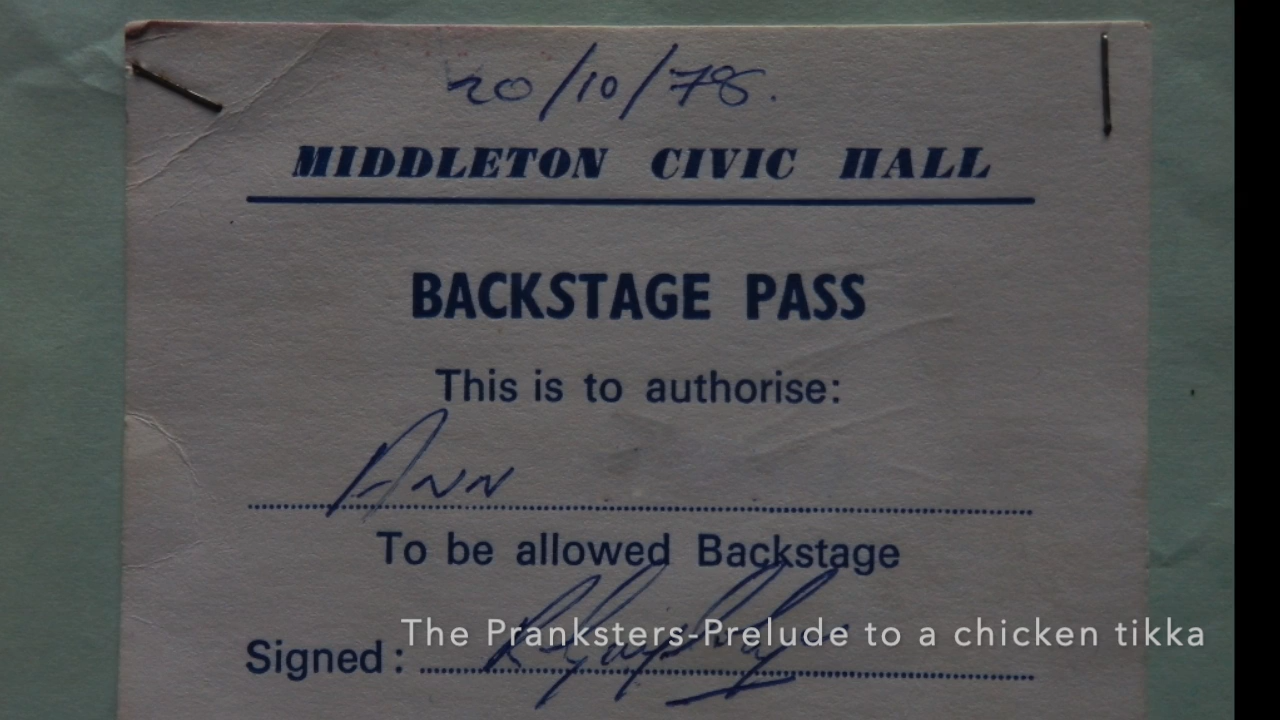 20/10/78.
MIDDLETON CIVIC HALL
BACKSTAGE PASS
This is to authorise:
Ann
To be allowed Backstage
Signed:
The Pranksters-Prelude to a chicken tikka